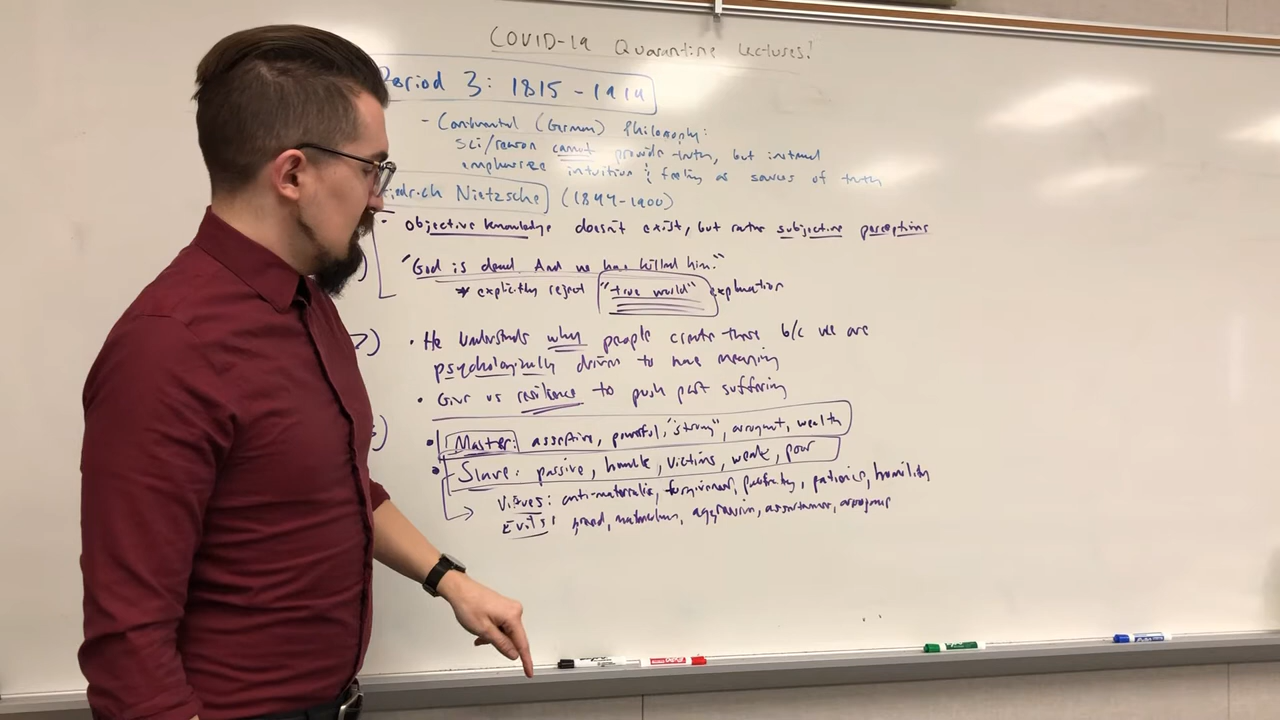 COVID-19 Quarantine Lectures!
Period 3: 1815-1914
- Continental (German) Philosophy:
sci/reason cannot provide truth, but instead
emphasize intuition & feeling as sources of truth
iedrich Nietzsche (1844-1900)
· objective knowledge doesn't exist, but rather subjective perceptions
) "God is dead. And we have killed him."
* explicitly reject "true world" explanation
2) · He understands why people create these b/c we are
psychologically driven to have meaning
· Give us resilience to push past suffering
) · Master: assertive, powerful, "strong", arrogant, wealth
· Slave: passive, humble, victims, weak, poor
Virtues: anti-materialis, forgiveness, patience, humility
Evils: greed, materialism, aggression, assertiveness, arrogance